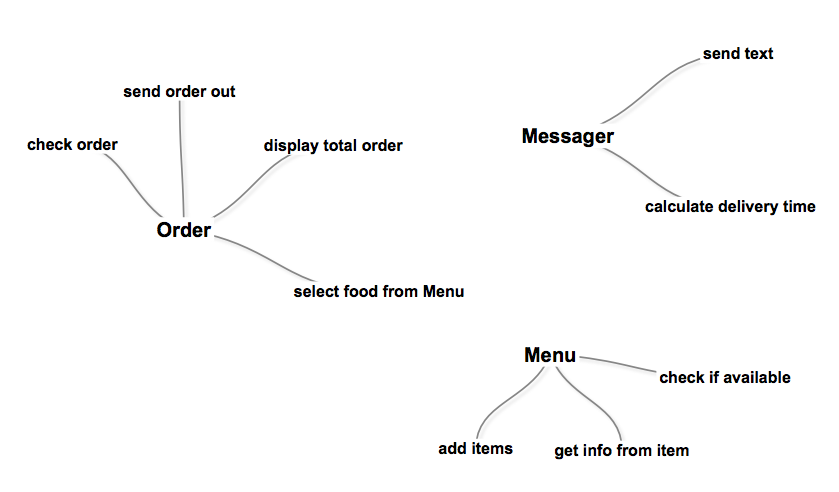 send text
send order out
Messager
check order
display total order
calculate delivery time
Order
select food from Menu
Menu
check if available
add items
get info from item